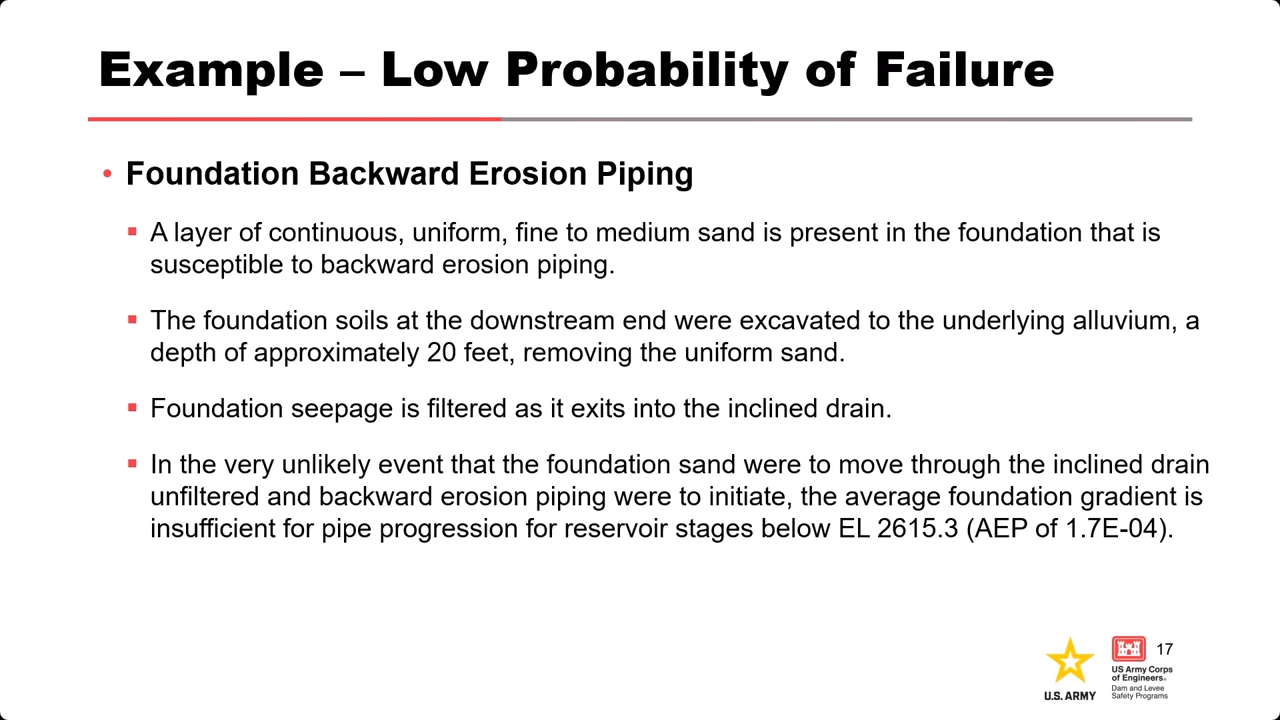 Example – Low Probability of Failure
• Foundation Backward Erosion Piping
▪ A layer of continuous, uniform, fine to medium sand is present in the foundation that is
susceptible to backward erosion piping.
▪ The foundation soils at the downstream end were excavated to the underlying alluvium, a
depth of approximately 20 feet, removing the uniform sand.
▪ Foundation seepage is filtered as it exits into the inclined drain.
▪ In the very unlikely event that the foundation sand were to move through the inclined drain
unfiltered and backward erosion piping were to initiate, the average foundation gradient is
insufficient for pipe progression for reservoir stages below EL 2615.3 (AEP of 1.7E-04).
U.S. ARMY
US Army Corps
of Engineers®
Dam and Levee
Safety Programs
17